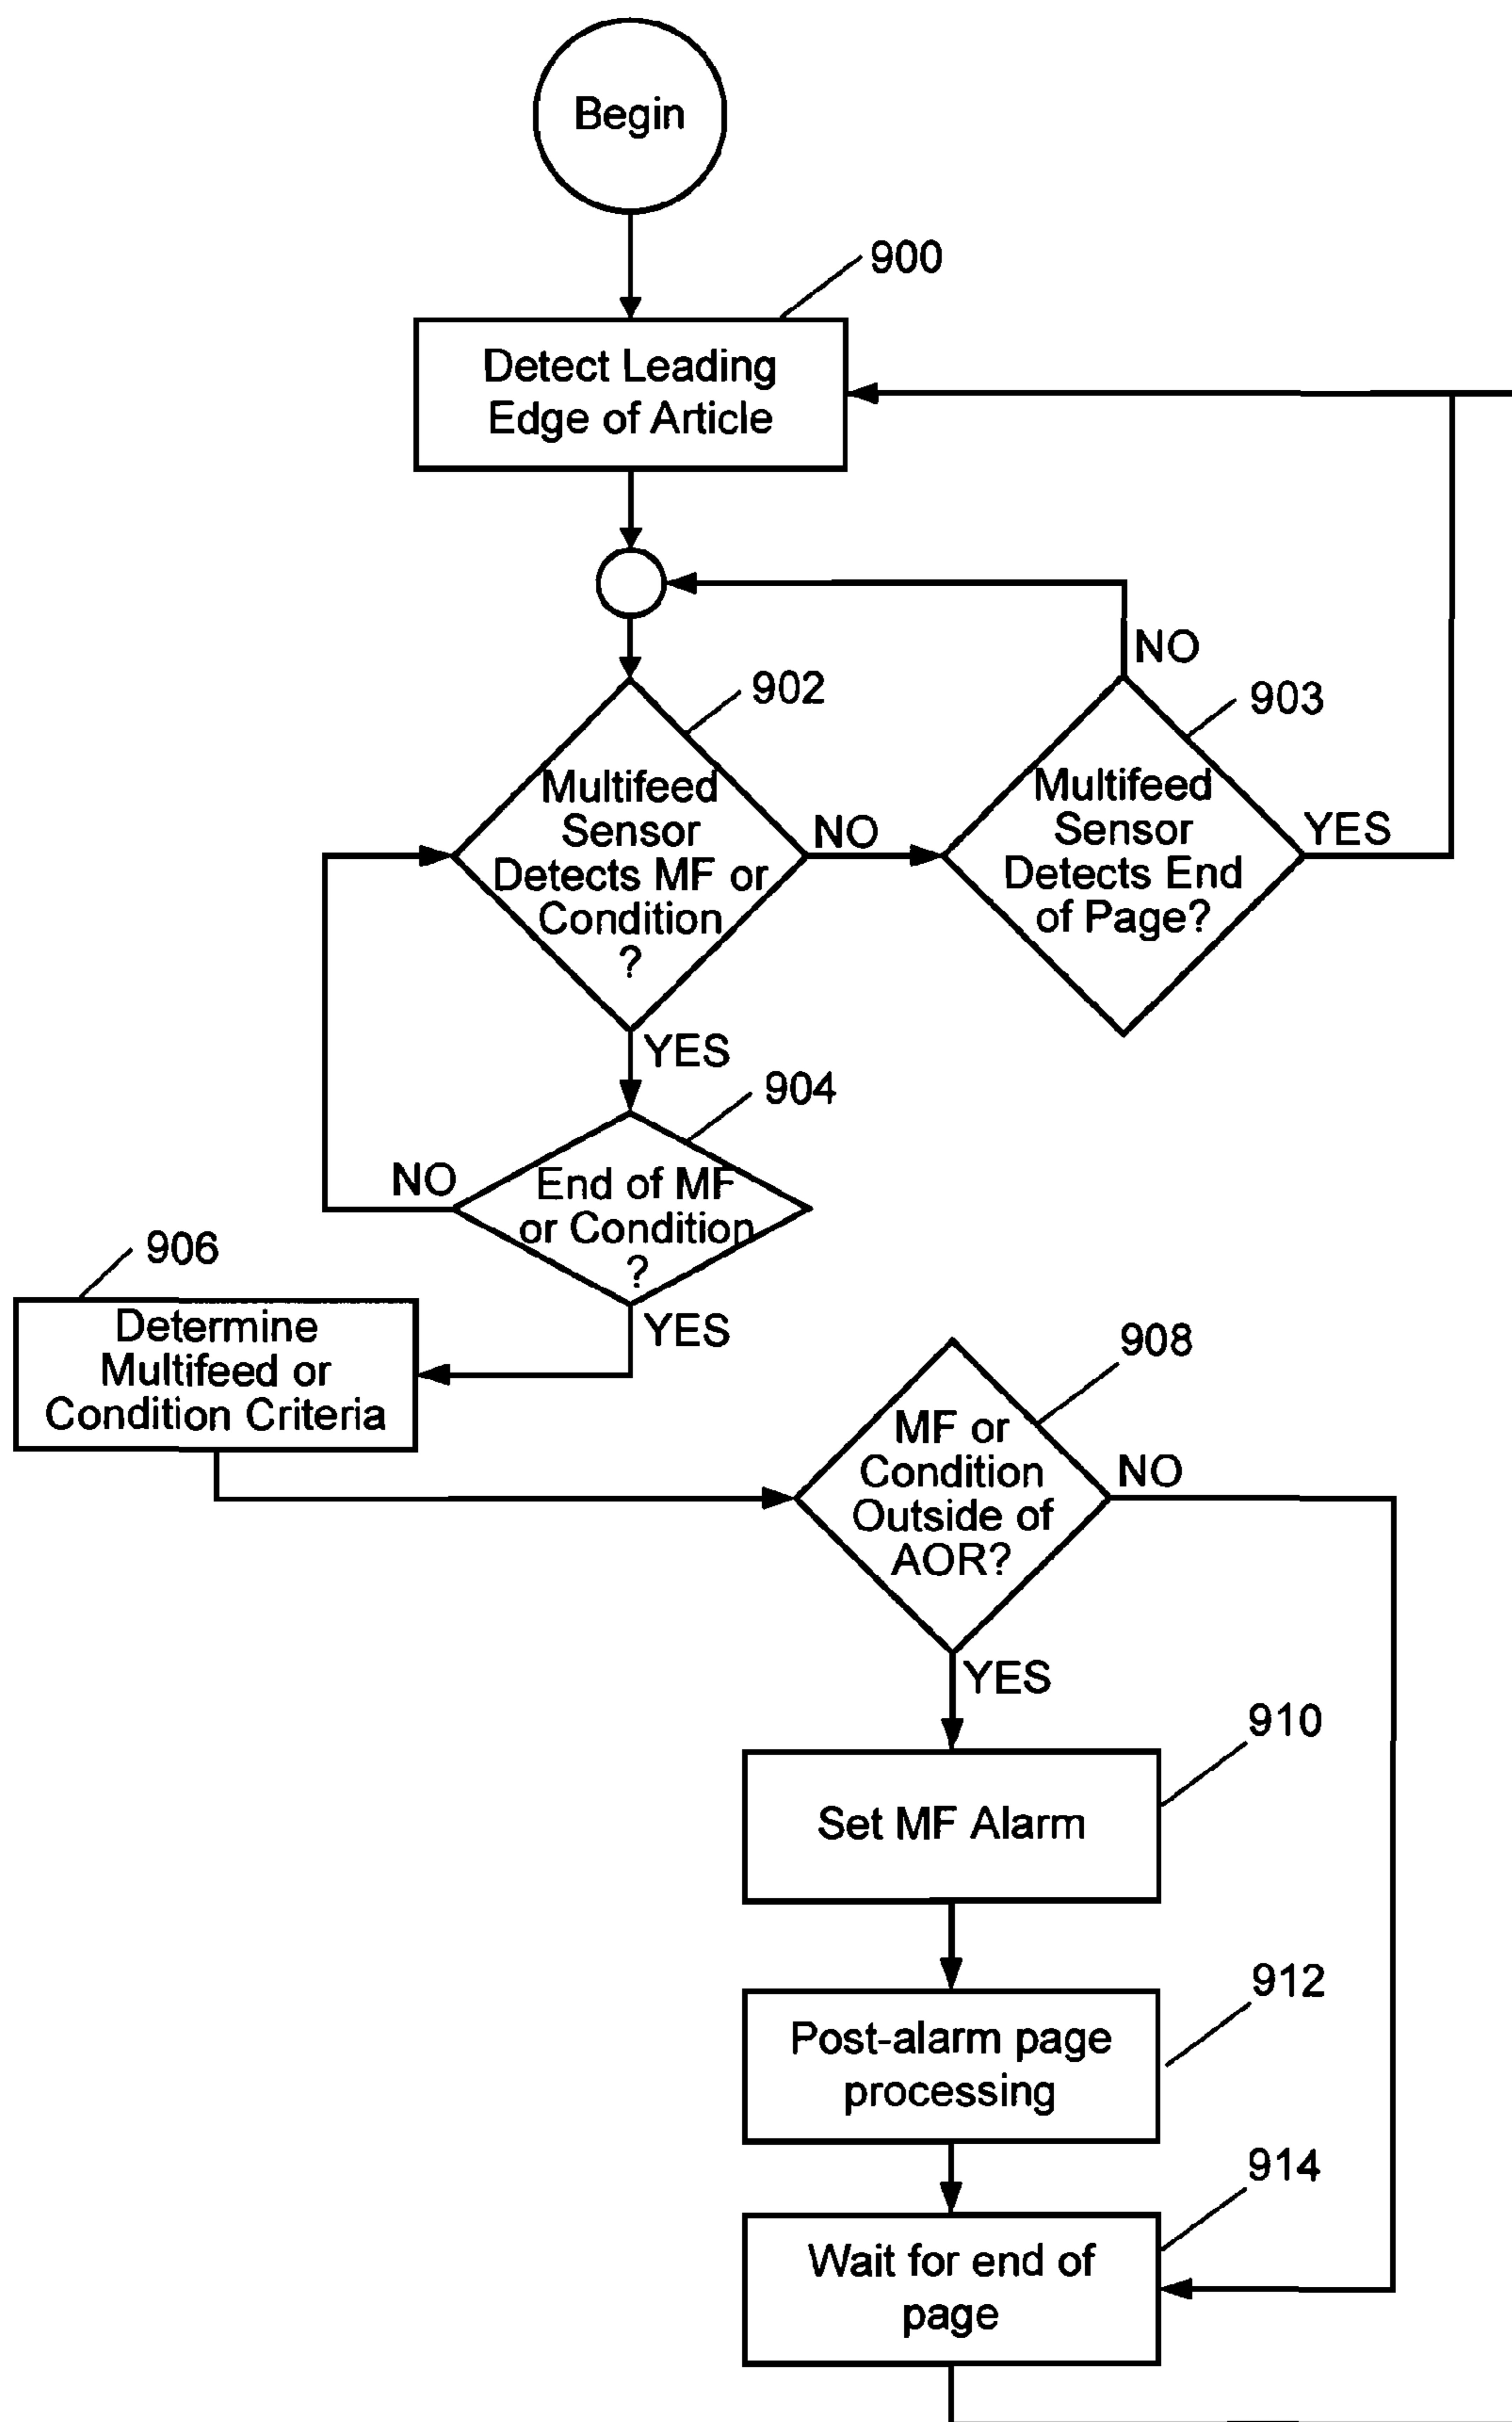 Begin
900
Detect Leading
Edge of Article
NO
902
903
Multifeed
Sensor
Detects MF or
Condition
?
NO
Multifeed
Sensor
Detects End
of Page?
YES
YES
904
NO
End of MF
or Condition
?
906
YES
Determine
Multifeed or
Condition Criteria
908
MF or
Condition
Outside of
AOR?
NO
YES
910
Set MF Alarm
912
Post-alarm page
processing
914
Wait for end of
page